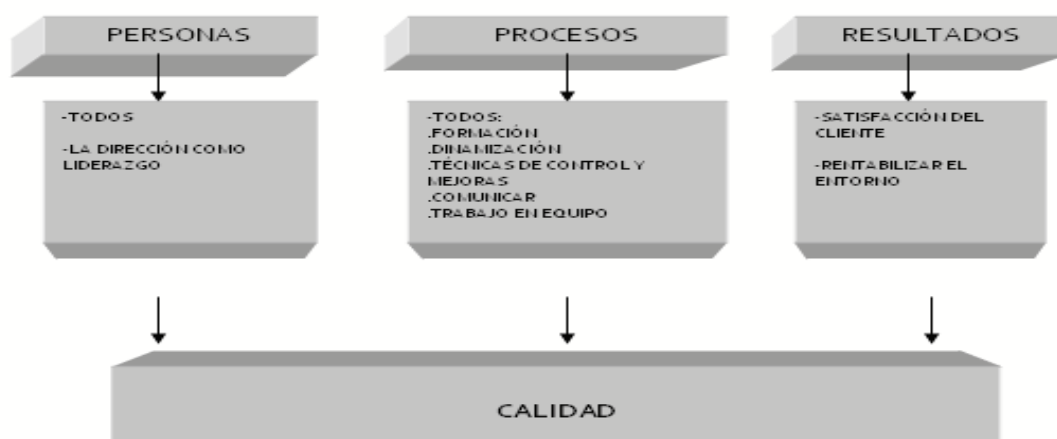 PERSONAS
PROCESOS
RESULTADOS
-TODOS
-LA DIRECCIÓN COMO
LIDERAZGO
-TODOS:
.FORMACIÓN
.DINAMIZACIÓN
.TÉCNICAS DE CONTROL Y
MEJORAS
.COMUNICAR
.TRABAJO EN EQUIPO
-SATISFACCIÓN DEL
CLIENTE
-RENTABILIZAR EL
ENTORNO
CALIDAD